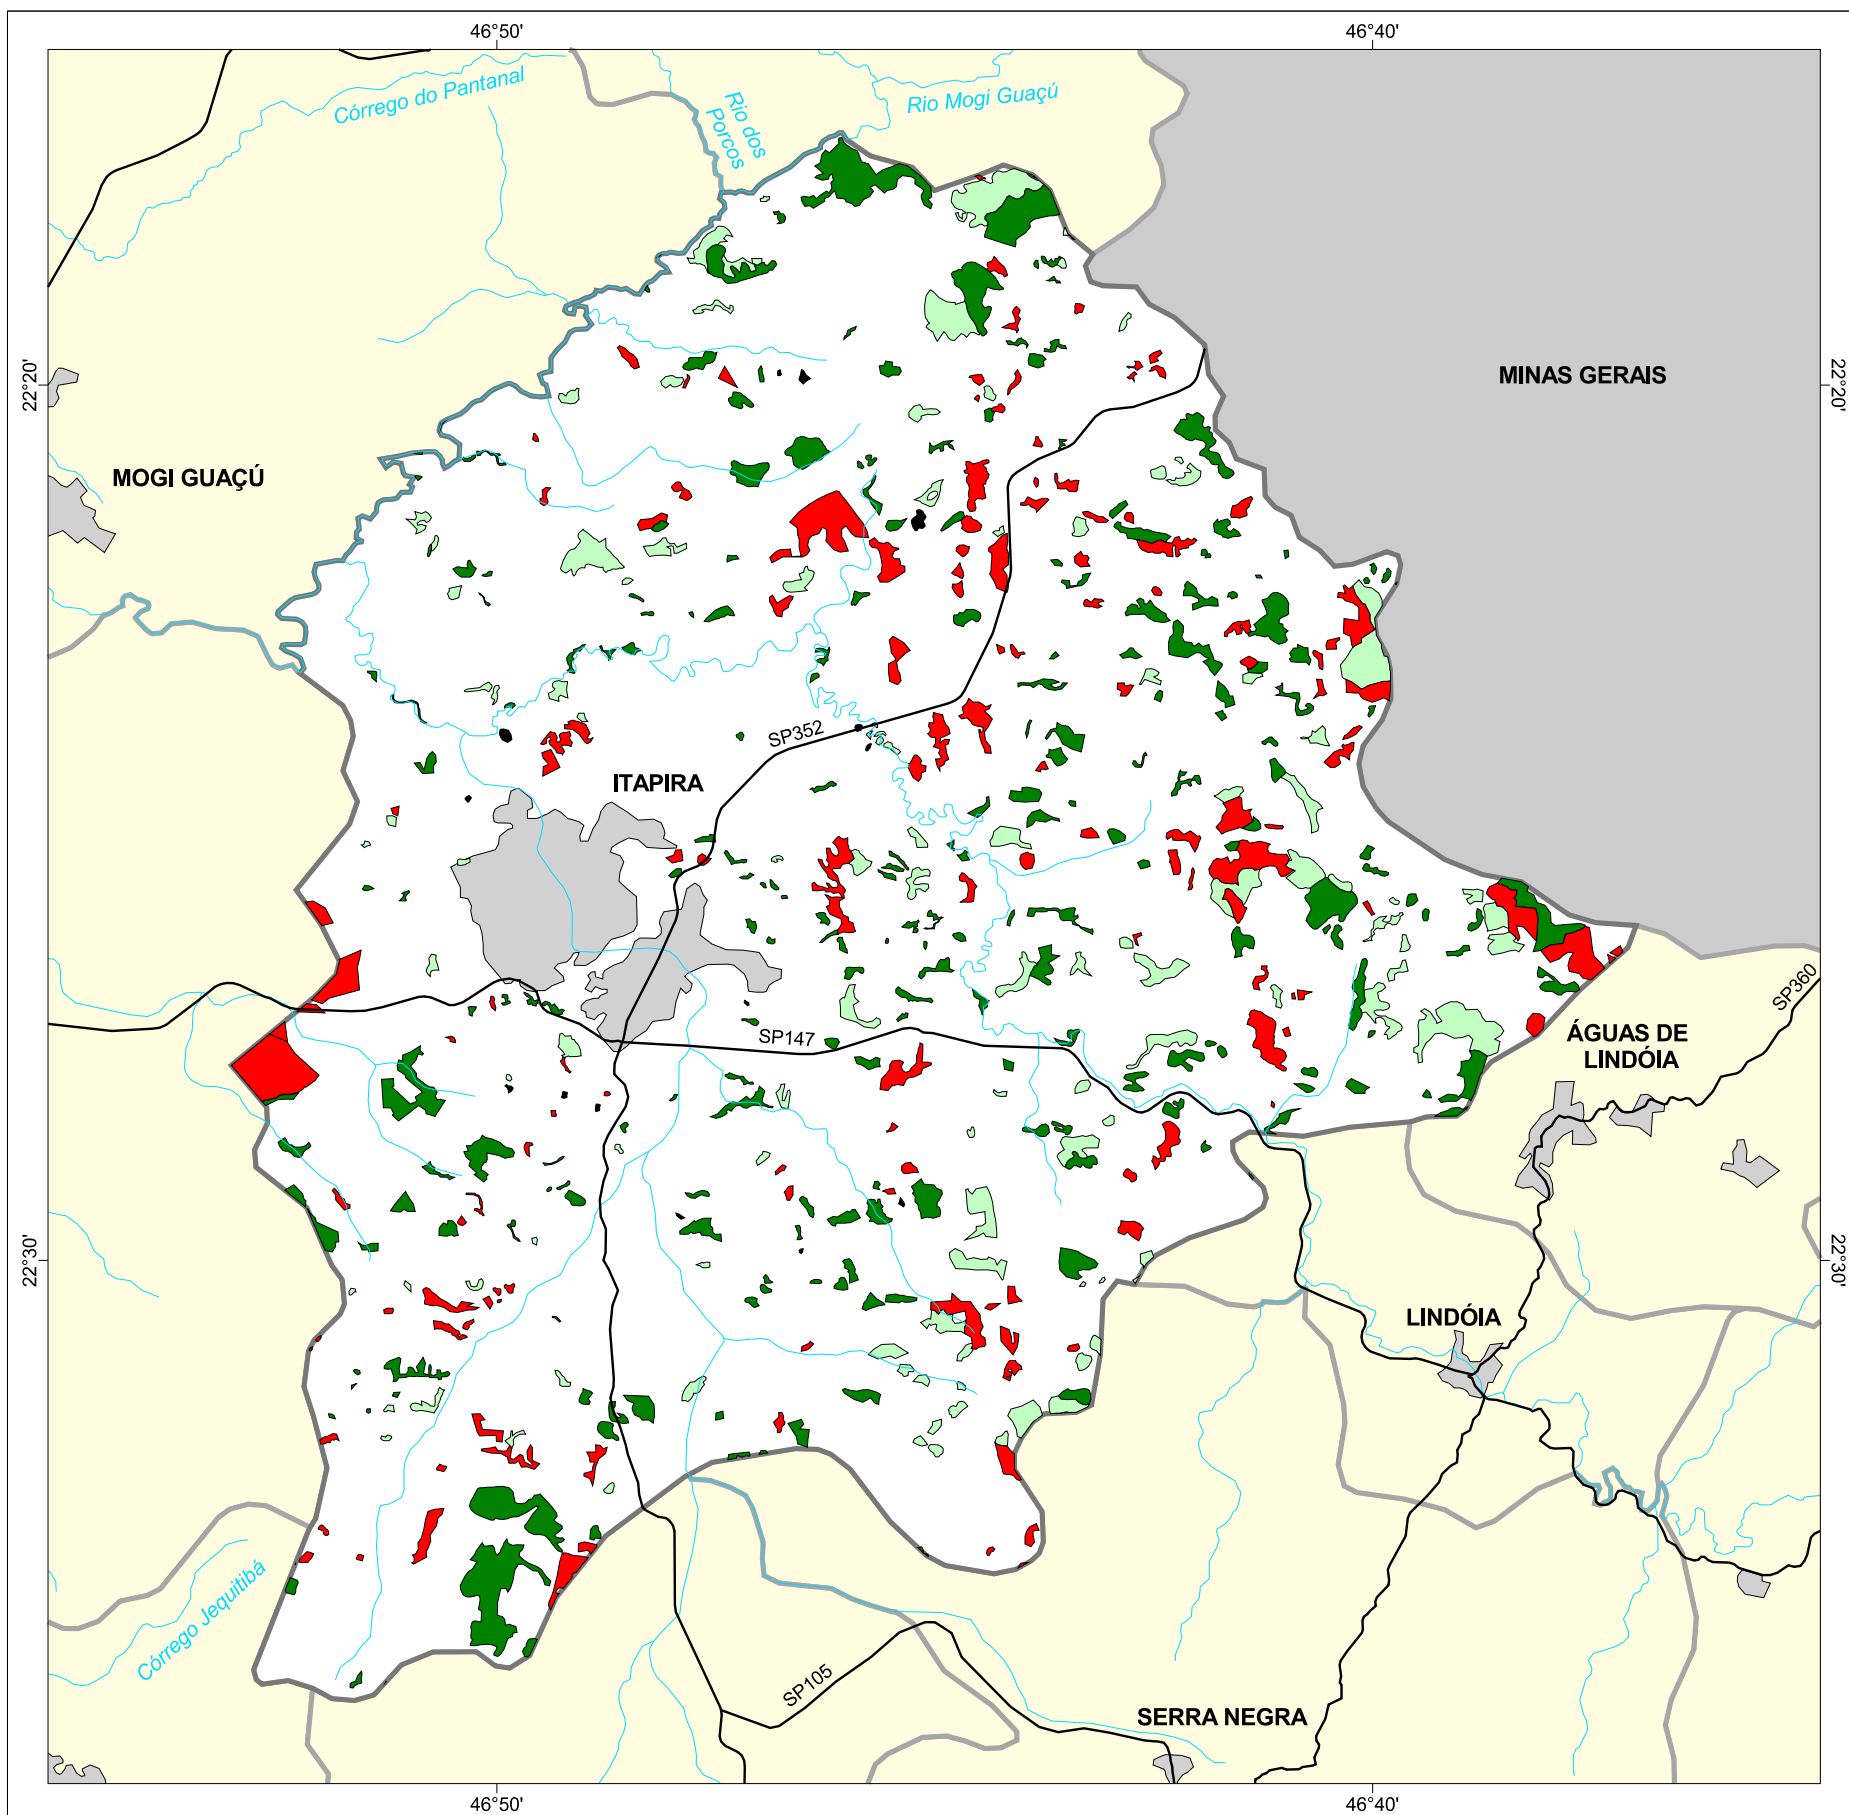 46°50'
46°40'
Córrego do Pantanal
Rio dos
Porcos
Rio Mogi Guaçú
22°20'
MINAS GERAIS
22°20'
MOGI GUAÇÚ
SP352
ITAPIRA
SP360
SP147
ÁGUAS DE
LINDÓIA
22°30'
22°30'
LINDÓIA
Córrego Jequitibá
SP105
SERRA NEGRA
46°50'
46°40'